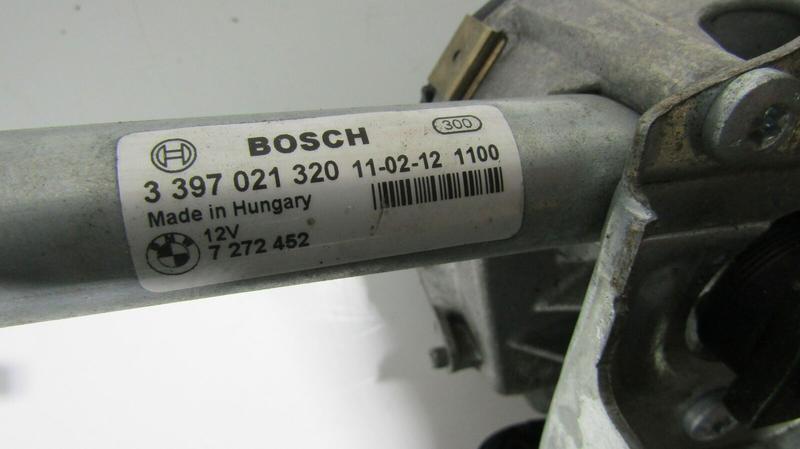 BOSCH 300
3 397 021 320 11-02-12 1100
Made in Hungary
12V
7 272 452